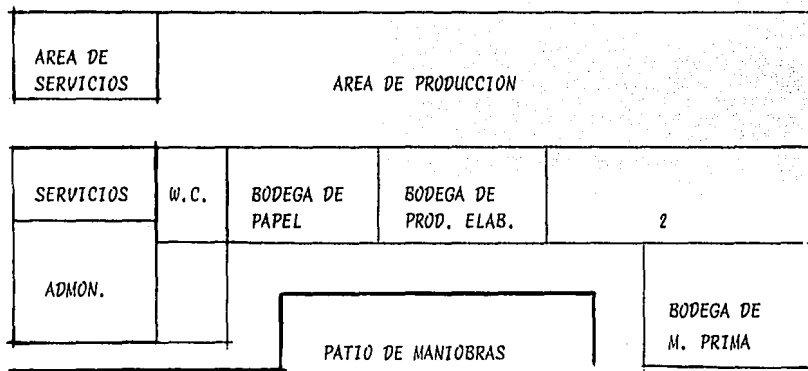 AREA DE
SERVICIOS
AREA DE PRODUCCION
SERVICIOS
W.C.
BODEGA DE
PAPEL
BODEGA DE
PROD. ELAB.
2
ADMON.
BODEGA DE
M. PRIMA
PATIO DE MANIOBRAS